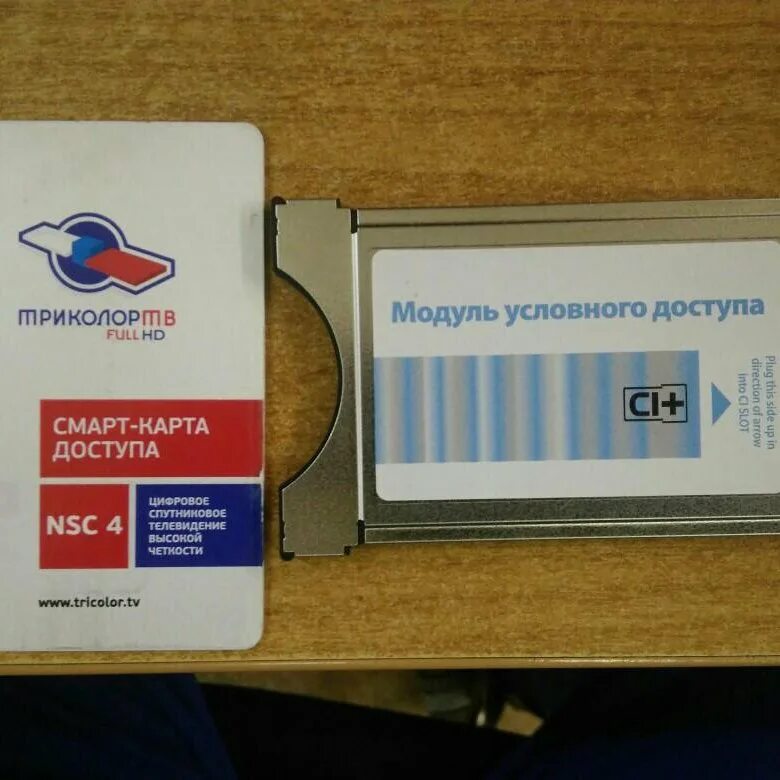 ТРИКОЛОР ТВ
FULL HD
СМАРТ-КАРТА
ДОСТУПА
NSC 4
ЦИФРОВОЕ
СПУТНИКОВОЕ
ТЕЛЕВИДЕНИЕ
ВЫСОКОЙ
ЧЕТКОСТИ
www.tricolor.tv
Модуль условного доступа
CI+
Plug this side up in
direction of arrow
into CI SLOT